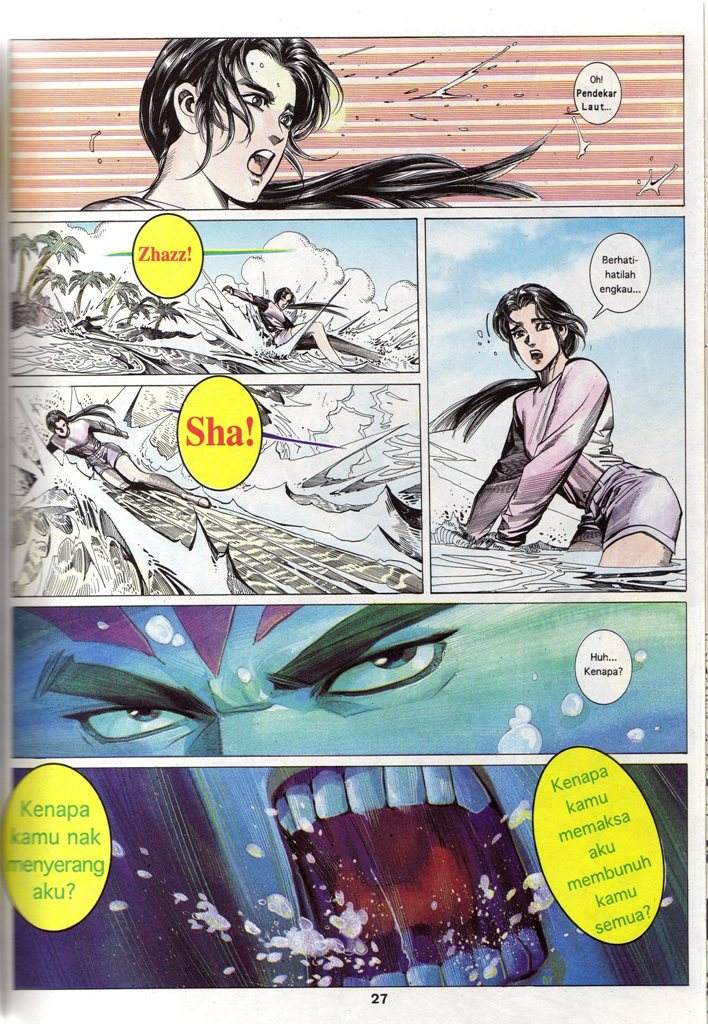 Oh!
Pendekar
Laut...
Zhazz!
Berhati-
hatilah
engkau...
Sha!
Huh...
Kenapa?
Kenapa
kamu nak
menyerang
aku?
Kenapa
kamu
memaksa
aku
membunuh
kamu
semua?
27